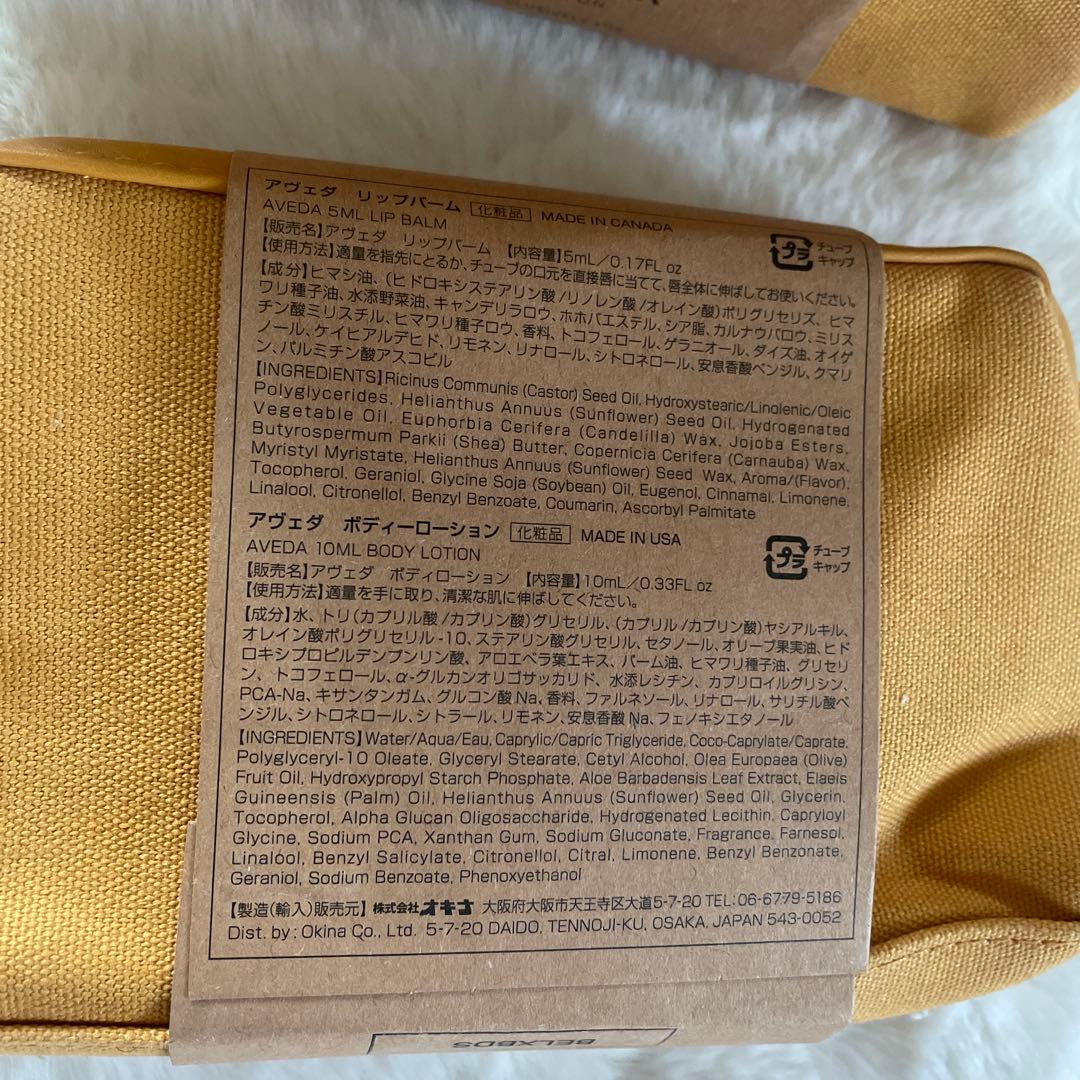 アヴェダ リップバーム 化粧品 MADE IN CANADA
AVEDA 5ML LIP BALM
【販売名】アヴェダ リップバーム 【内容量】5mL/0.17FL oz
プラ チューブ キャップ
【使用方法】適量を指先にとるか、チューブの口元を直接唇に当てて、唇全体に伸ばしてお使いください。
【成分】ヒマシ油、(ヒドロキシステアリン酸/リノレン酸/オレイン酸)ポリグリセリズ、ヒマ
ワリ種子油、水添野菜油、キャンデリラロウ、ホホバエステル、シア脂、カルナウバロウ、ミリス
チン酸ミリスチル、ヒマワリ種子ロウ、香料、トコフェロール、ゲラニオール、ダイズ油、オイゲ
ノール、ケイヒアルデヒド、リモネン、リナロール、シトロネロール、安息香酸ベンジル、クマリ
ン、パルミチン酸アスコビル
【INGREDIENTS】Ricinus Communis (Castor) Seed Oil, Hydroxystearic/Linolenic/Oleic
Polyglycerides, Helianthus Annuus (Sunflower) Seed Oil, Hydrogenated
Vegetable Oil, Euphorbia Cerifera (Candelilla) Wax, Jojoba Esters,
Butyrospermum Parkii (Shea) Butter, Copernicia Cerifera (Carnauba) Wax,
Myristyl Myristate, Helianthus Annuus (Sunflower) Seed Wax, Aroma/(Flavor),
Tocopherol, Geraniol, Glycine Soja (Soybean) Oil, Eugenol, Cinnamai, Limonene,
Linalool, Citronellol, Benzyl Benzoate, Coumarin, Ascorbyl Palmitate
アヴェダ ボディーローション 化粧品 MADE IN USA
AVEDA 10ML BODY LOTION
プラ チューブ キャップ
【販売名】アヴェダ ボディローション 【内容量】10mL/0.33FL oz
【使用方法】適量を手に取り、清潔な肌に伸ばしてください。
【成分】水、トリ(カプリル酸/カプリン酸)グリセリル、(カプリル/カプリン酸)ヤシアルキル、
オレイン酸ポリグリセリル-10、ステアリン酸グリセリル、セタノール、オリーブ果実油、ヒド
ロキシプロピルデンプンリン酸、アロエベラ葉エキス、パーム油、ヒマワリ種子油、グリセリ
ン、トコフェロール、α-グルカンオリゴサッカリド、水添レシチン、カプリロイルグリシン、
PCA-Na、キサンタンガム、グルコン酸Na、香料、ファルネソール、リナロール、サリチル酸ベ
ンジル、シトロネロール、シトラール、リモネン、安息香酸Na、フェノキシエタノール
【INGREDIENTS】Water/Aqua/Eau, Caprylic/Capric Triglyceride, Coco-Caprylate/Caprate,
Polyglyceryl-10 Oleate, Glyceryl Stearate, Cetyl Alcohol, Olea Europaea (Olive)
Fruit Oil, Hydroxypropyl Starch Phosphate, Aloe Barbadensis Leaf Extract, Elaeis
Guineensis (Palm) Oil, Helianthus Annuus (Sunflower) Seed Oil, Glycerin,
Tocopherol, Alpha Glucan Oligosaccharide, Hydrogenated Lecithin, Capryloyl
Glycine, Sodium PCA, Xanthan Gum, Sodium Gluconate, Fragrance, Farnesol,
Linalool, Benzyl Salicylate, Citronellol, Citral, Limonene, Benzyl Benzonate,
Geraniol, Sodium Benzoate, Phenoxyethanol
【製造(輸入)販売元】 株式会社オキナ 大阪府大阪市天王寺区大道5-7-20 TEL:06-6779-5186
Dist. by : Okina Co., Ltd. 5-7-20 DAIDO, TENNOJI-KU, OSAKA, JAPAN 543-0052
BELXBDS